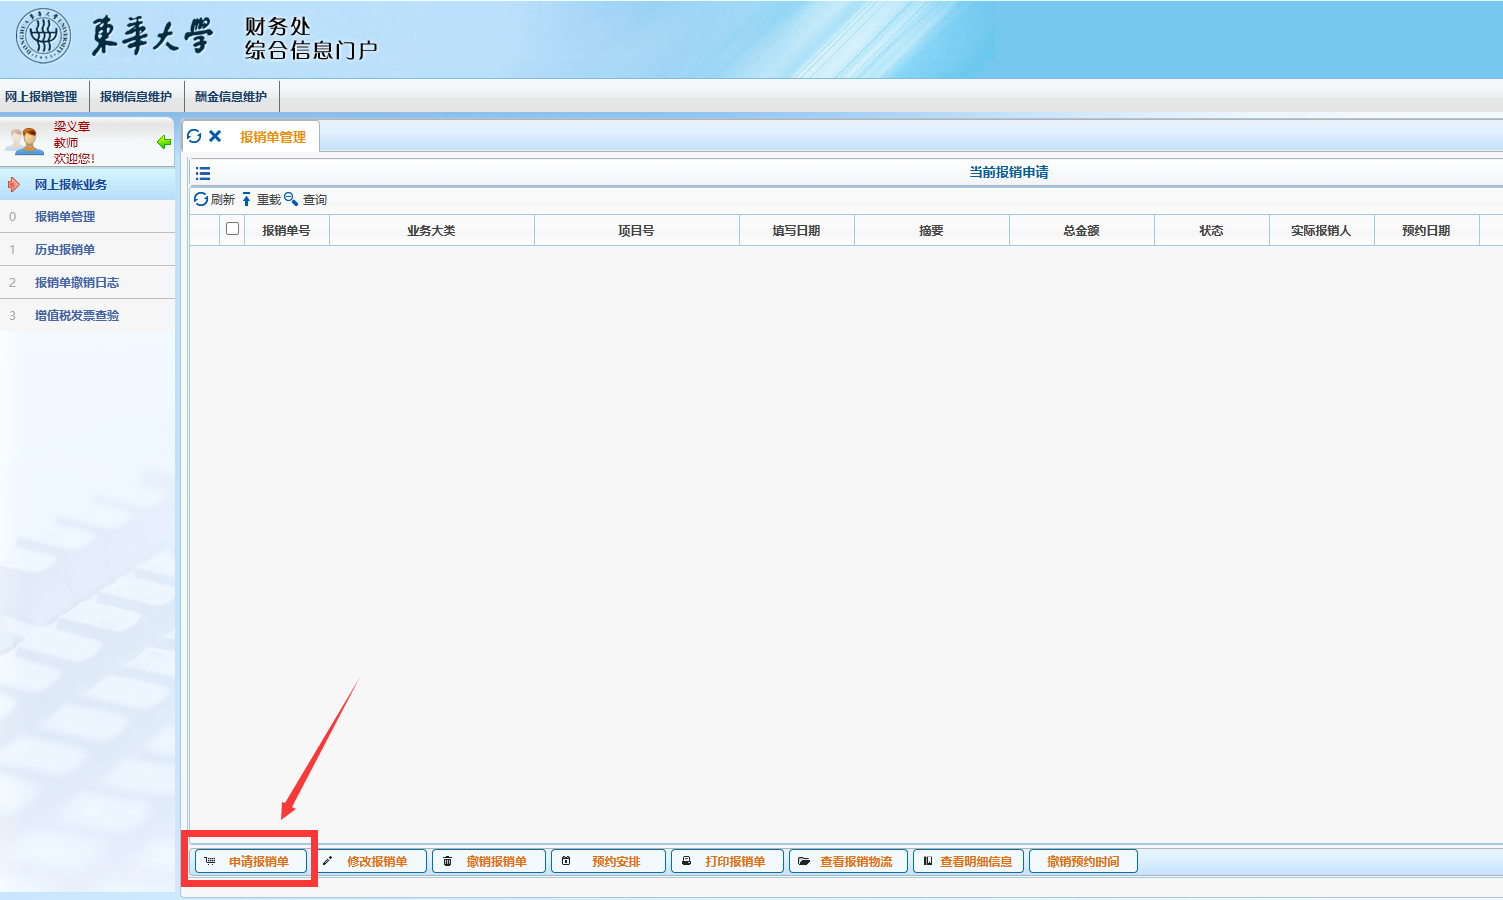 東華大學
财务处
综合信息门户
网上报销管理 报销信息维护 酬金信息维护
梁义章
教师
欢迎您!
报销单管理
网上报帐业务
0 报销单管理
1 历史报销单
2 报销单撤销日志
3 增值税发票查验
当前报销申请
刷新 重载 查询
报销单号 业务大类 项目号 填写日期 摘要 总金额 状态 实际报销人 预约日期
申请报销单 修改报销单 撤销报销单 预约安排 打印报销单 查看报销物流 查看明细信息 撤销预约时间